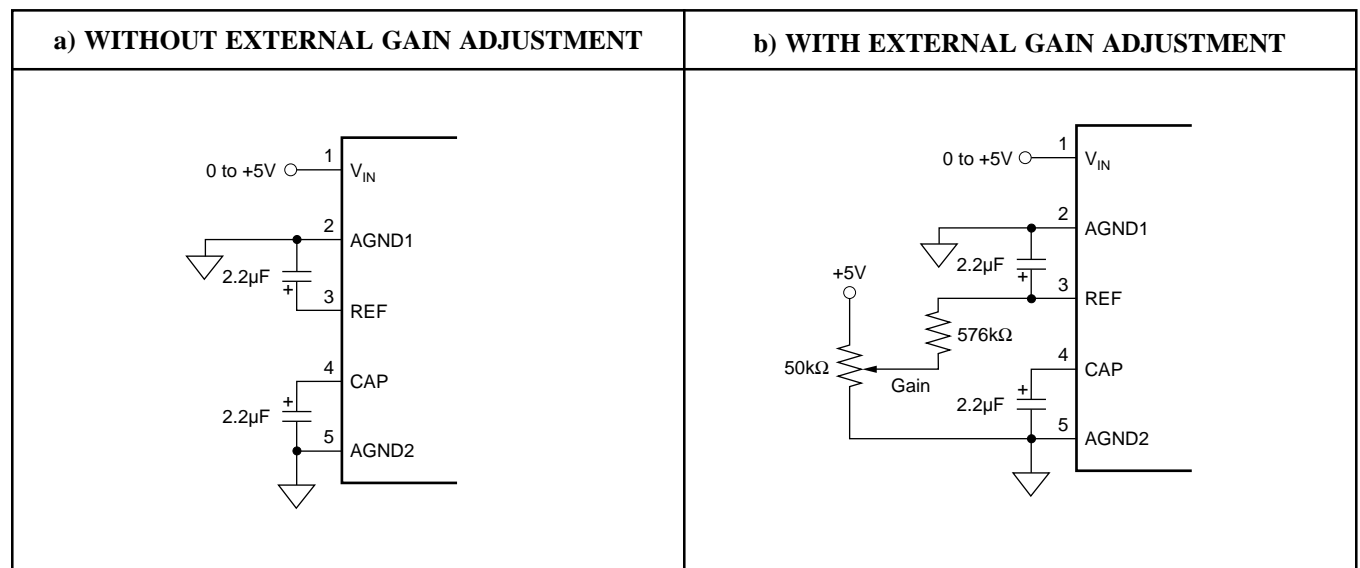 a) WITHOUT EXTERNAL GAIN ADJUSTMENT
0 to +5V
1
V_IN
2
AGND1
2.2µF
+
3
REF
4
CAP
+
2.2µF
5
AGND2
b) WITH EXTERNAL GAIN ADJUSTMENT
0 to +5V
1
V_IN
2
AGND1
2.2µF
+
3
REF
+5V
576kΩ
50kΩ
Gain
4
CAP
+
2.2µF
5
AGND2